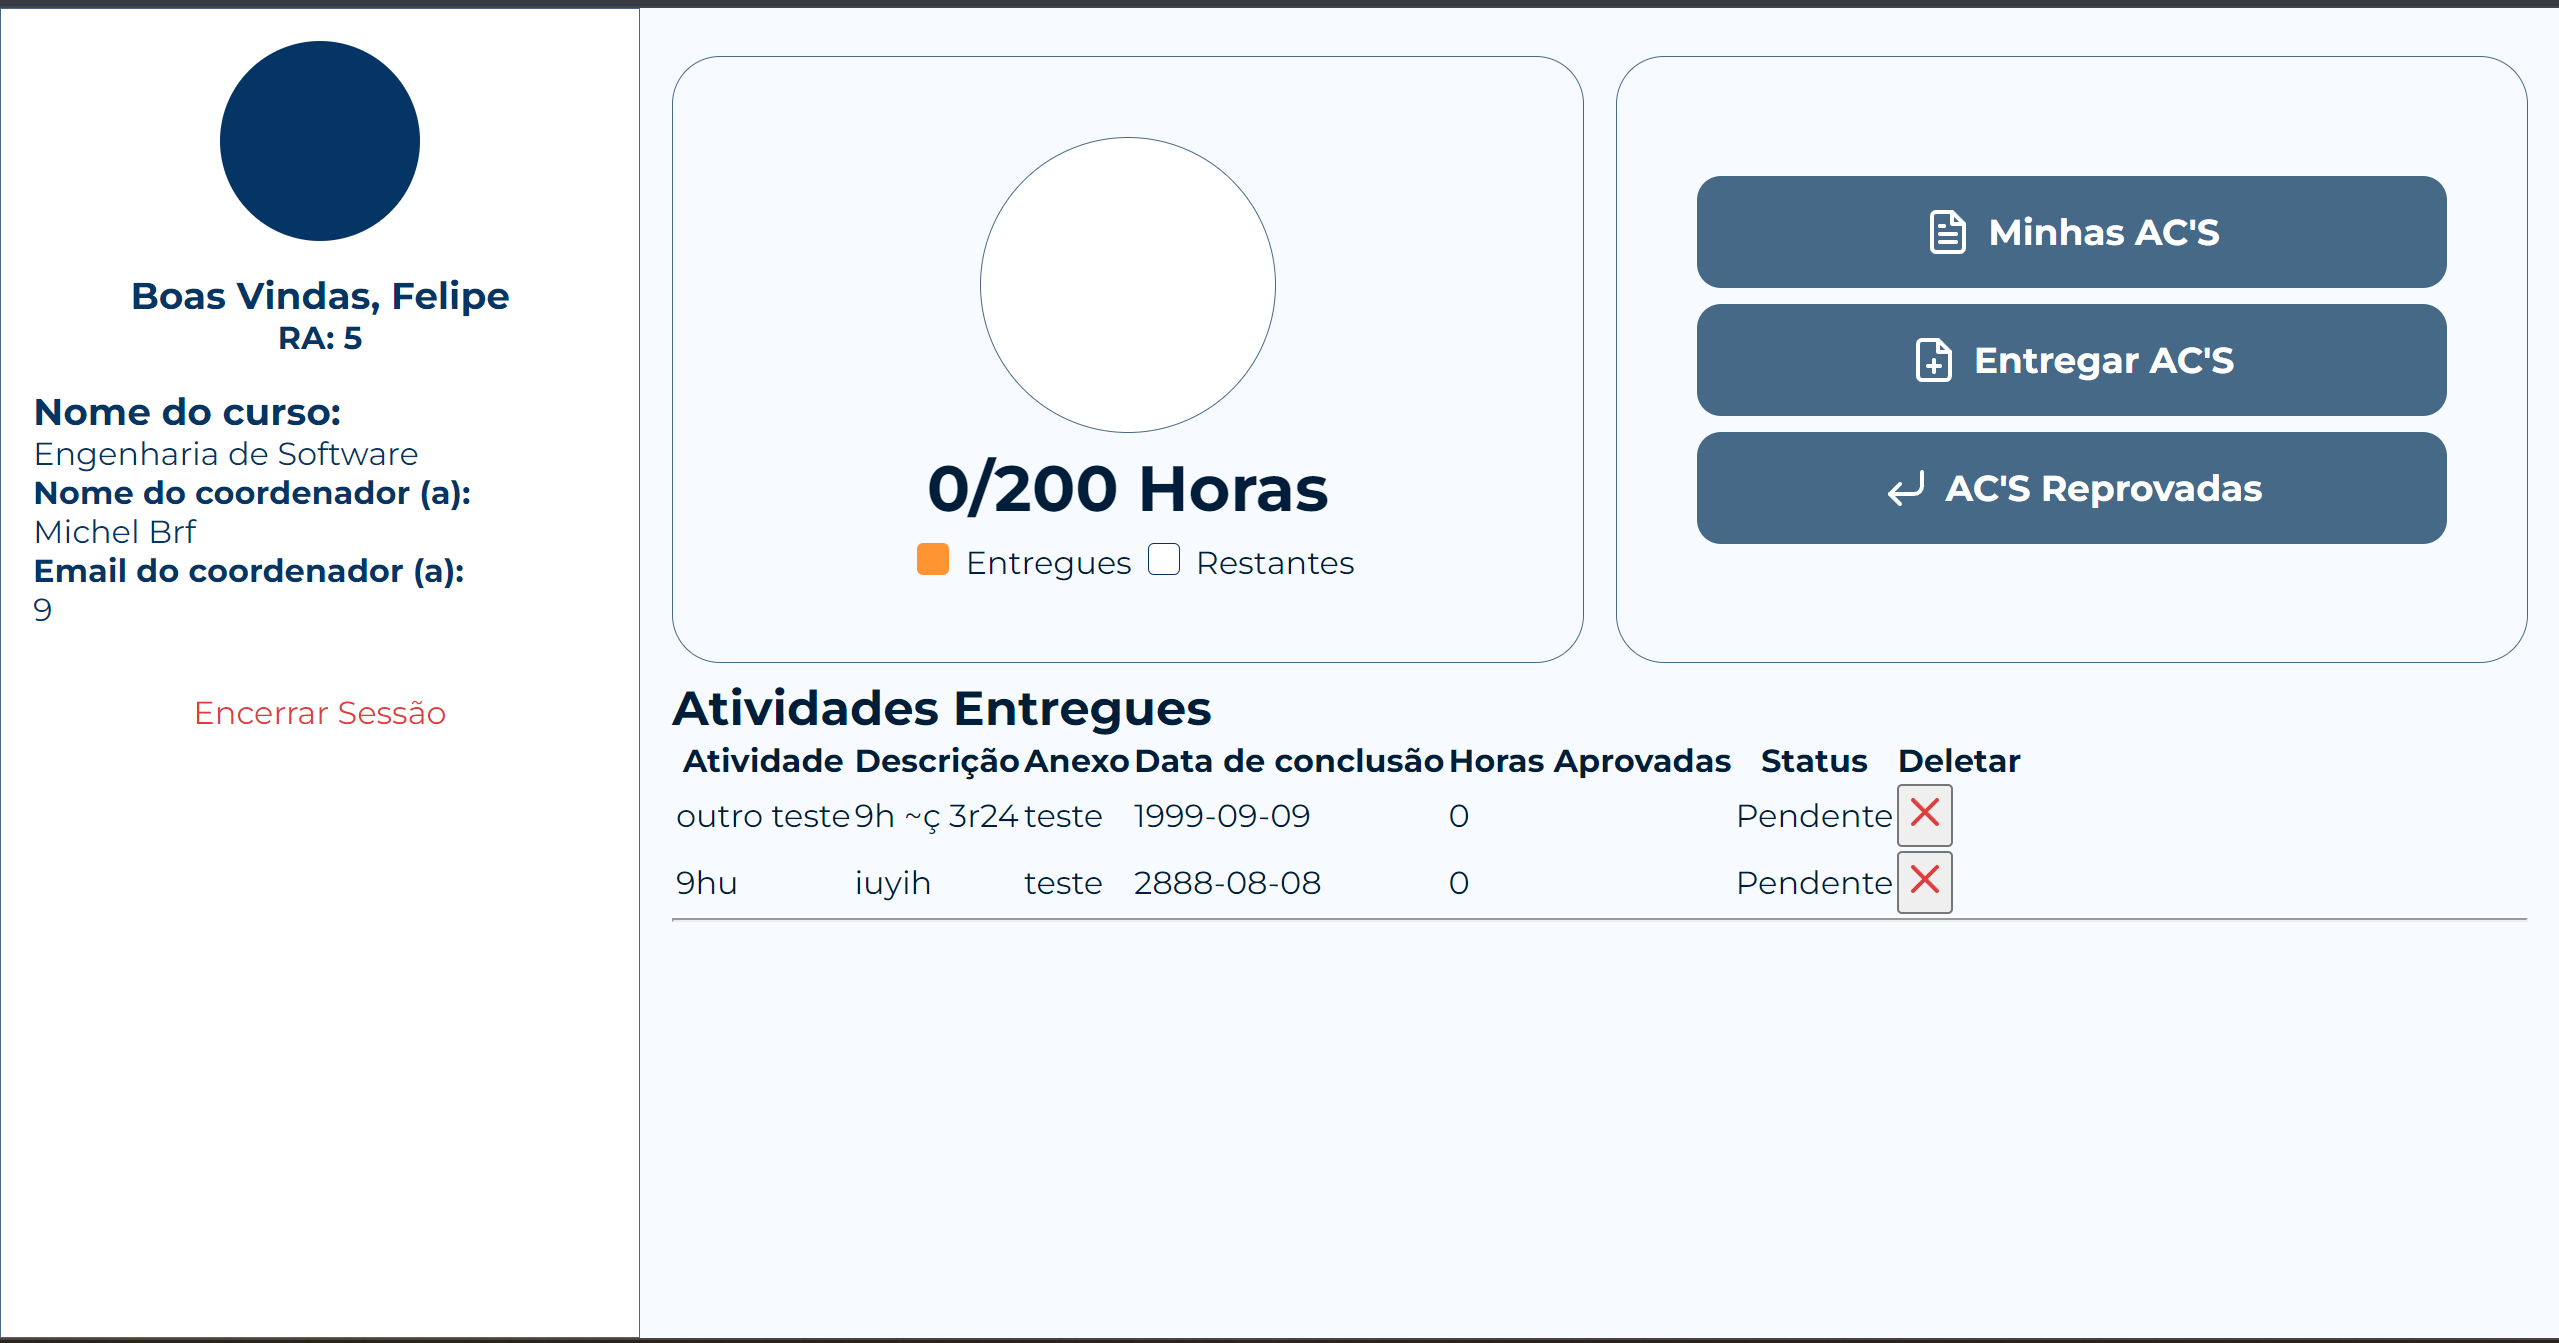 Boas Vindas, Felipe
RA: 5
Nome do curso:
Engenharia de Software
Nome do coordenador (a):
Michel Brf
Email do coordenador (a):
9
Encerrar Sessão
0/200 Horas
Entregues Restantes
Minhas AC'S
Entregar AC'S
AC'S Reprovadas
Atividades Entregues
Atividade Descrição Anexo Data de conclusão Horas Aprovadas Status Deletar
outro teste 9h ~ç 3r24 teste 1999-09-09 0 Pendente
9hu iuyih teste 2888-08-08 0 Pendente